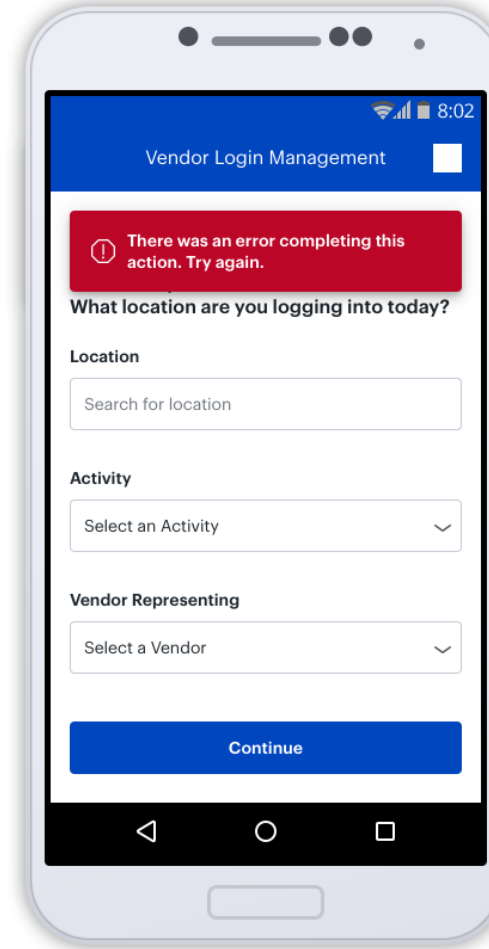 8:02
Vendor Login Management
There was an error completing this
action. Try again.
What location are you logging into today?
Location
Search for location
Activity
Select an Activity
Vendor Representing
Select a Vendor
Continue